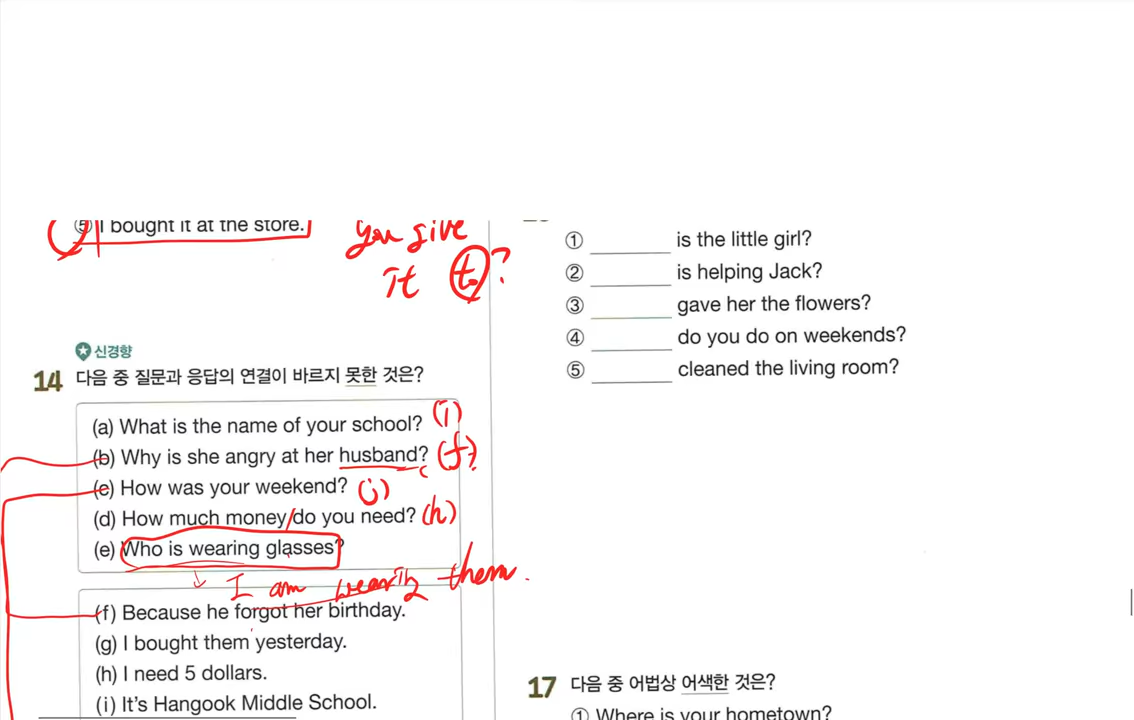 ⑤ I bought it at the store.
you give
it to?
★ 신경향
14 다음 중 질문과 응답의 연결이 바르지 못한 것은?
(a) What is the name of your school? (i)
(b) Why is she angry at her husband? (f)
(c) How was your weekend? (j)
(d) How much money/do you need? (h)
(e) Who is wearing glasses?
↓ I am wearing them.
(f) Because he forgot her birthday.
(g) I bought them yesterday.
(h) I need 5 dollars.
(i) It's Hangook Middle School.
① ______ is the little girl?
② ______ is helping Jack?
③ ______ gave her the flowers?
④ ______ do you do on weekends?
⑤ ______ cleaned the living room?
17 다음 중 어법상 어색한 것은?
① Where is your hometown?